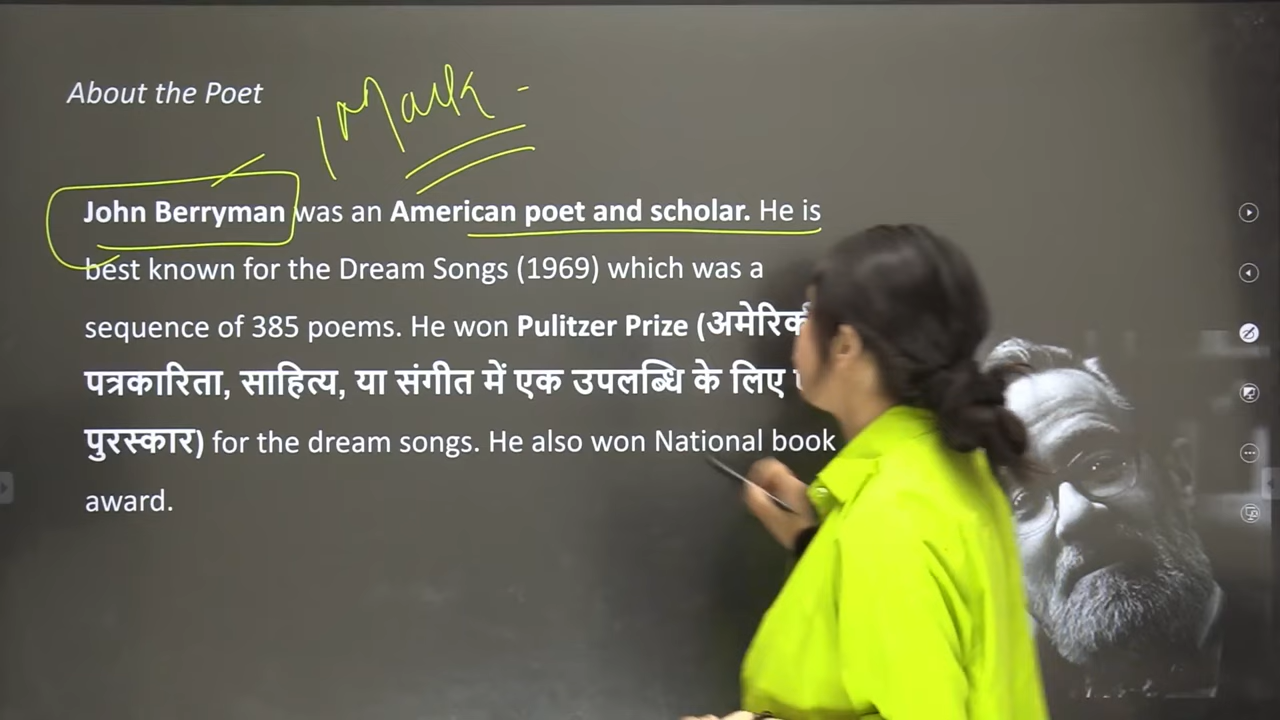 About the Poet
1 Mark -
John Berryman was an American poet and scholar. He is
best known for the Dream Songs (1969) which was a
sequence of 385 poems. He won Pulitzer Prize (
पत्रकारिता, साहित्य, या संगीत में एक उपलब्धि के लिए
पुरस्कार) for the dream songs. He also won National book
award.